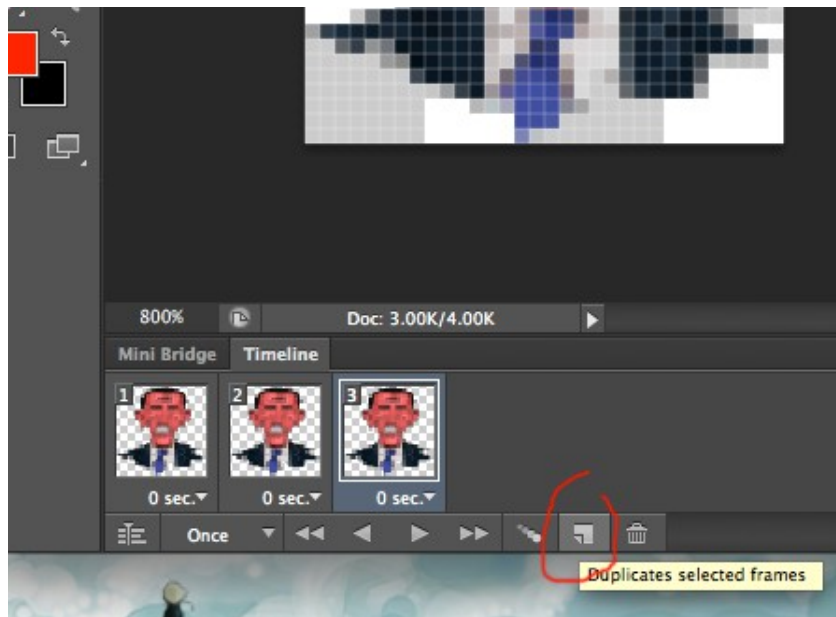 800%
Doc: 3.00K/4.00K
Mini Bridge
Timeline
1
2
3
0 sec.
0 sec.
0 sec.
Once
Duplicates selected frames